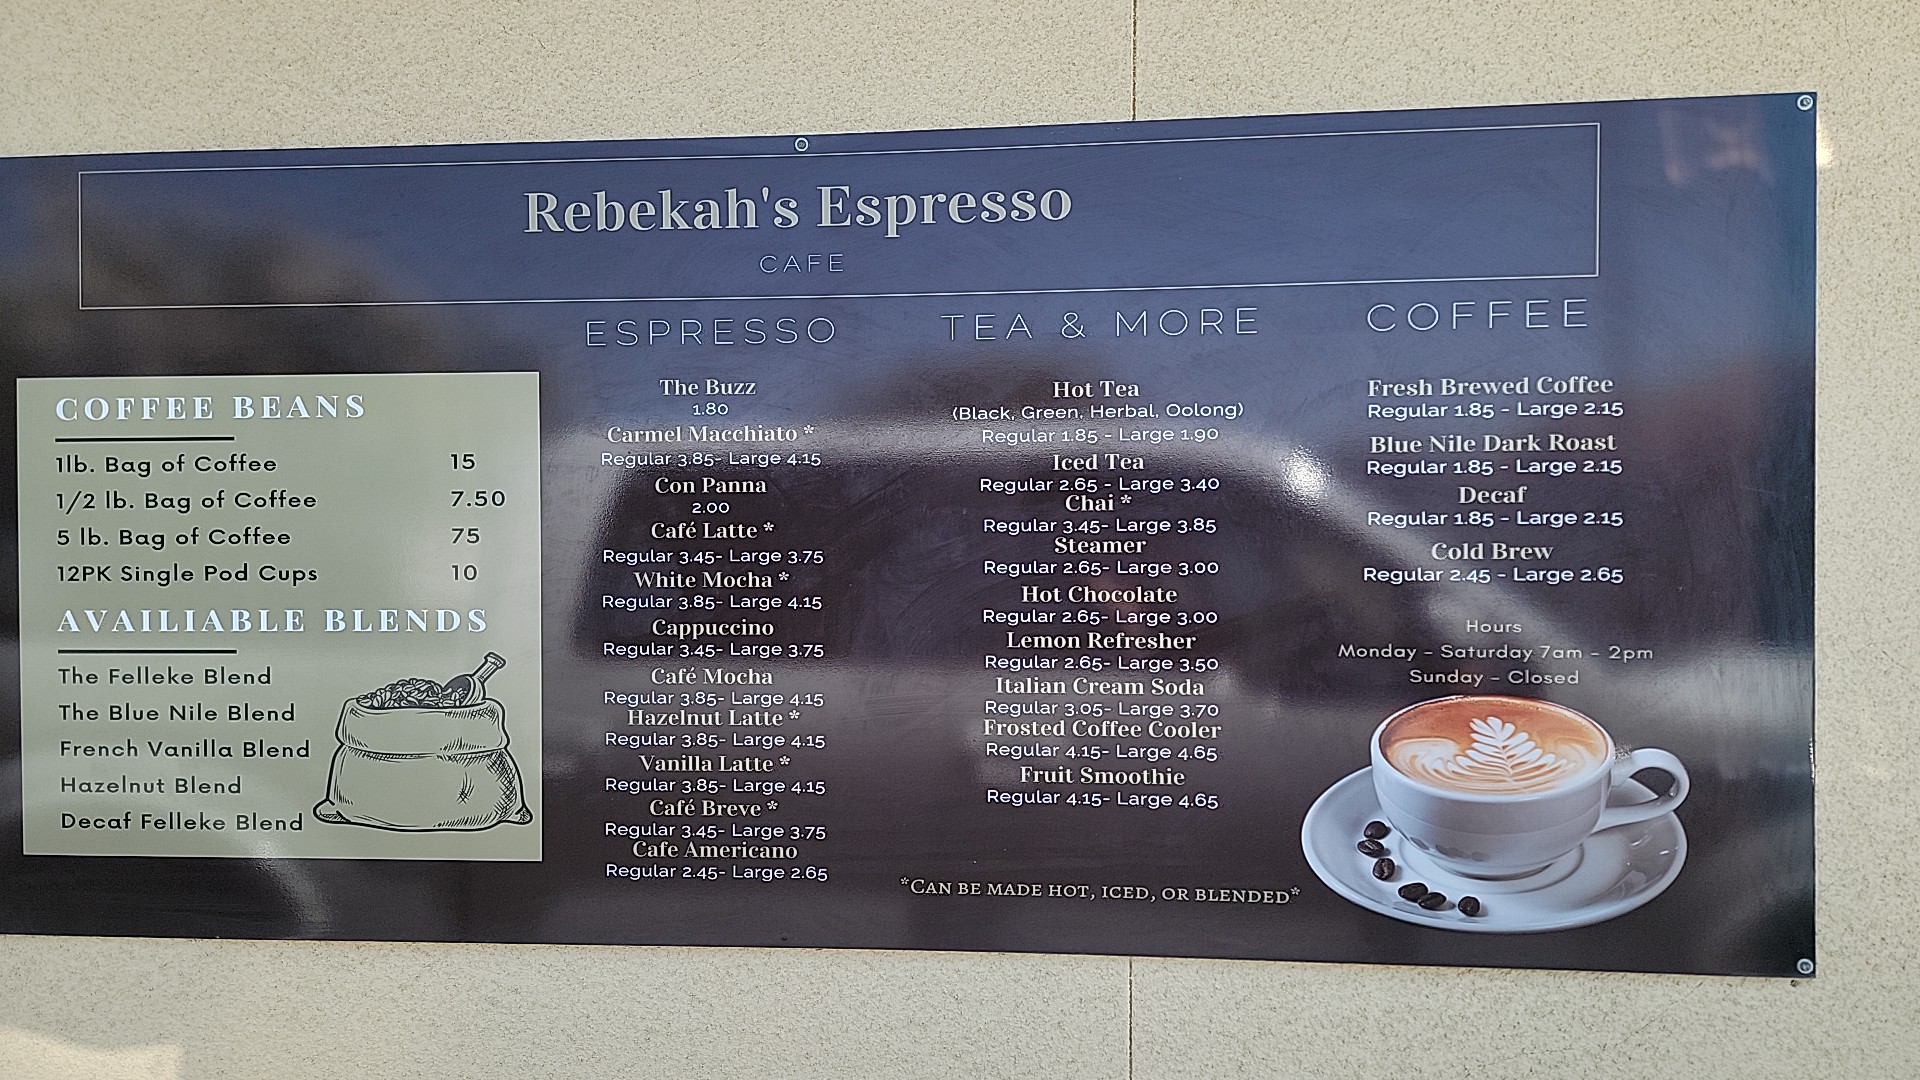 Rebekah's Espresso
CAFE
COFFEE BEANS
1lb. Bag of Coffee 15
1/2 lb. Bag of Coffee 7.50
5 lb. Bag of Coffee 75
12PK Single Pod Cups 10
AVAILIABLE BLENDS
The Felleke Blend
The Blue Nile Blend
French Vanilla Blend
Hazelnut Blend
Decaf Felleke Blend
ESPRESSO
The Buzz
1.80
Carmel Macchiato *
Regular 3.85- Large 4.15
Con Panna
2.00
Café Latte *
Regular 3.45- Large 3.75
White Mocha *
Regular 3.85- Large 4.15
Cappuccino
Regular 3.45- Large 3.75
Café Mocha
Regular 3.85- Large 4.15
Hazelnut Latte *
Regular 3.85- Large 4.15
Vanilla Latte *
Regular 3.85- Large 4.15
Café Breve *
Regular 3.45- Large 3.75
Cafe Americano
Regular 2.45- Large 2.65
TEA & MORE
Hot Tea
(Black, Green, Herbal, Oolong)
Regular 1.85 - Large 1.90
Iced Tea
Regular 2.65 - Large 3.40
Chai *
Regular 3.45- Large 3.85
Steamer
Regular 2.65- Large 3.00
Hot Chocolate
Regular 2.65- Large 3.00
Lemon Refresher
Regular 2.65- Large 3.50
Italian Cream Soda
Regular 3.05- Large 3.70
Frosted Coffee Cooler
Regular 4.15- Large 4.65
Fruit Smoothie
Regular 4.15- Large 4.65
*CAN BE MADE HOT, ICED, OR BLENDED*
COFFEE
Fresh Brewed Coffee
Regular 1.85 - Large 2.15
Blue Nile Dark Roast
Regular 1.85 - Large 2.15
Decaf
Regular 1.85 - Large 2.15
Cold Brew
Regular 2.45 - Large 2.65
Hours
Monday - Saturday 7am - 2pm
Sunday - Closed